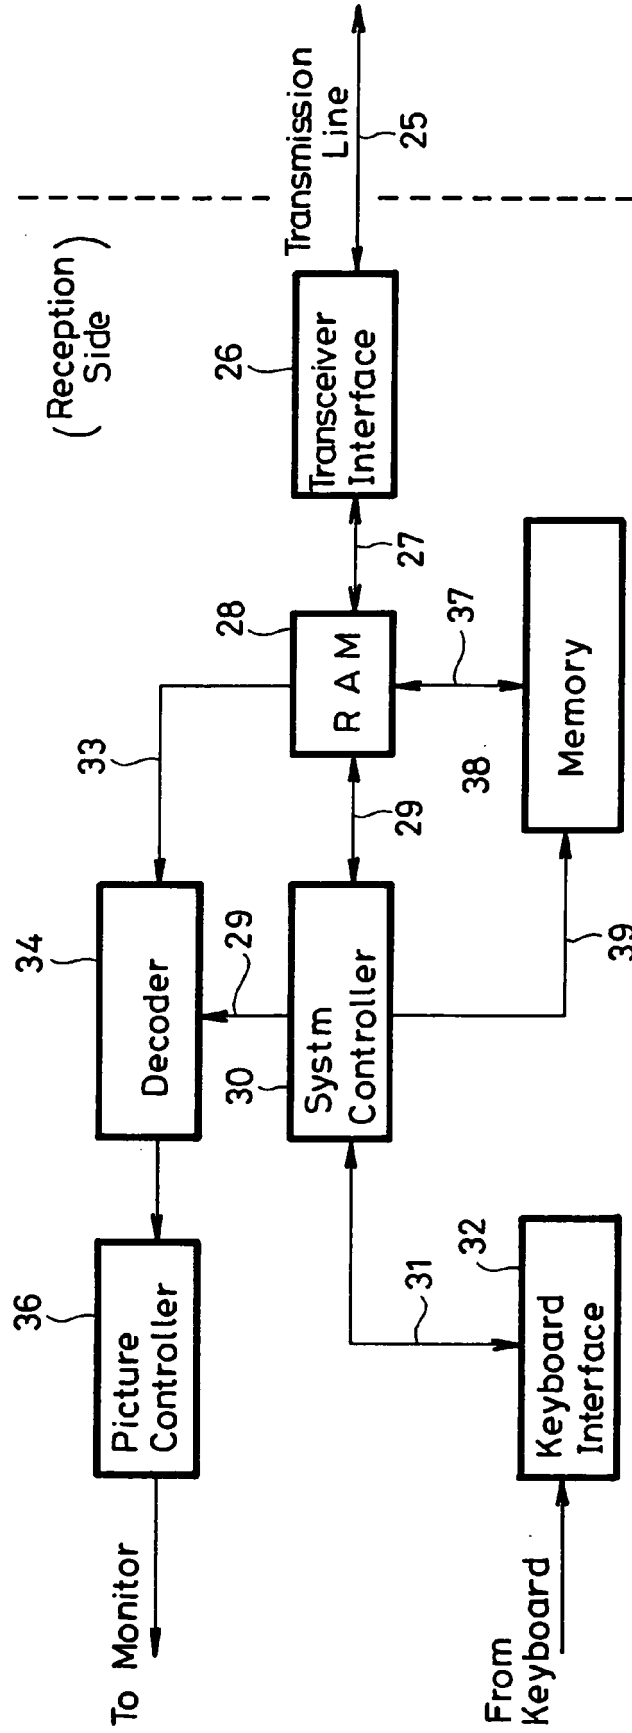 (Reception
Side)
Transmission
Line
25
26
Transceiver
Interface
27
28
R A M
33
29
37
38
Memory
39
34
Decoder
29
30
Systm
Controller
31
32
Keyboard
Interface
36
Picture
Controller
To Monitor
From
Keyboard